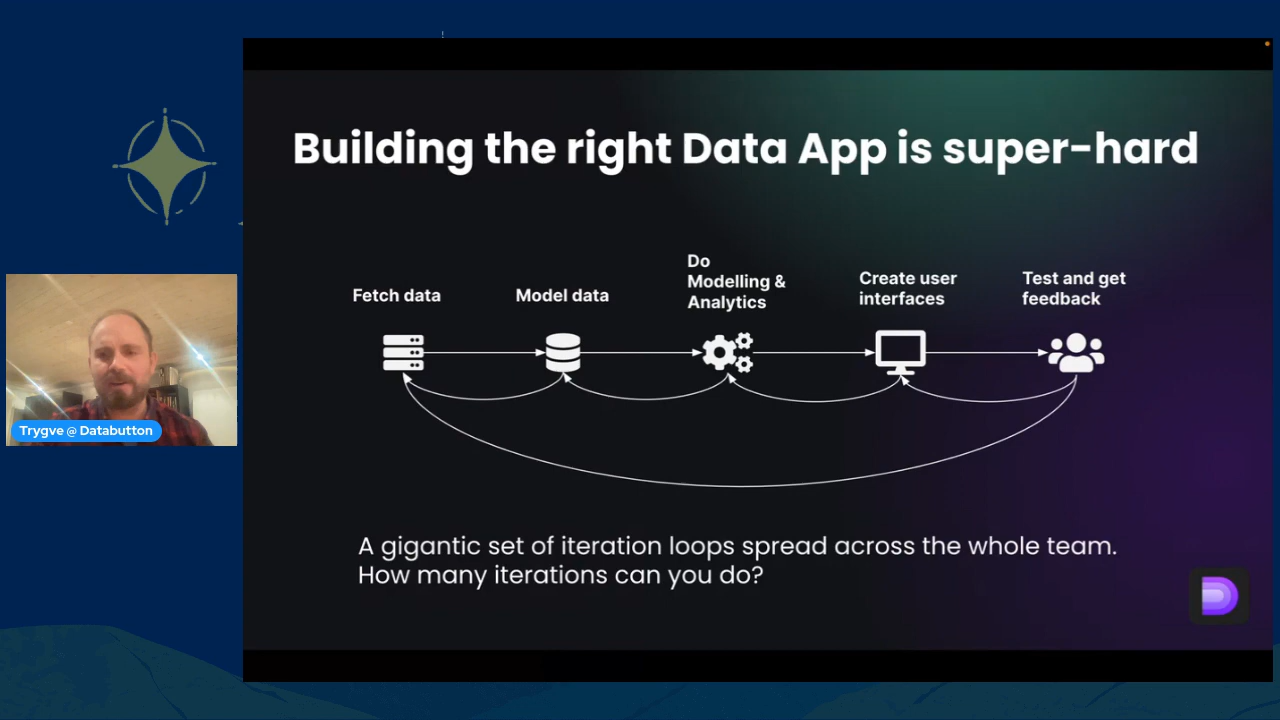 Building the right Data App is super-hard
Fetch data
Model data
Do
Modelling &
Analytics
Create user
interfaces
Test and get
feedback
A gigantic set of iteration loops spread across the whole team.
How many iterations can you do?
Trygve @ Databutton